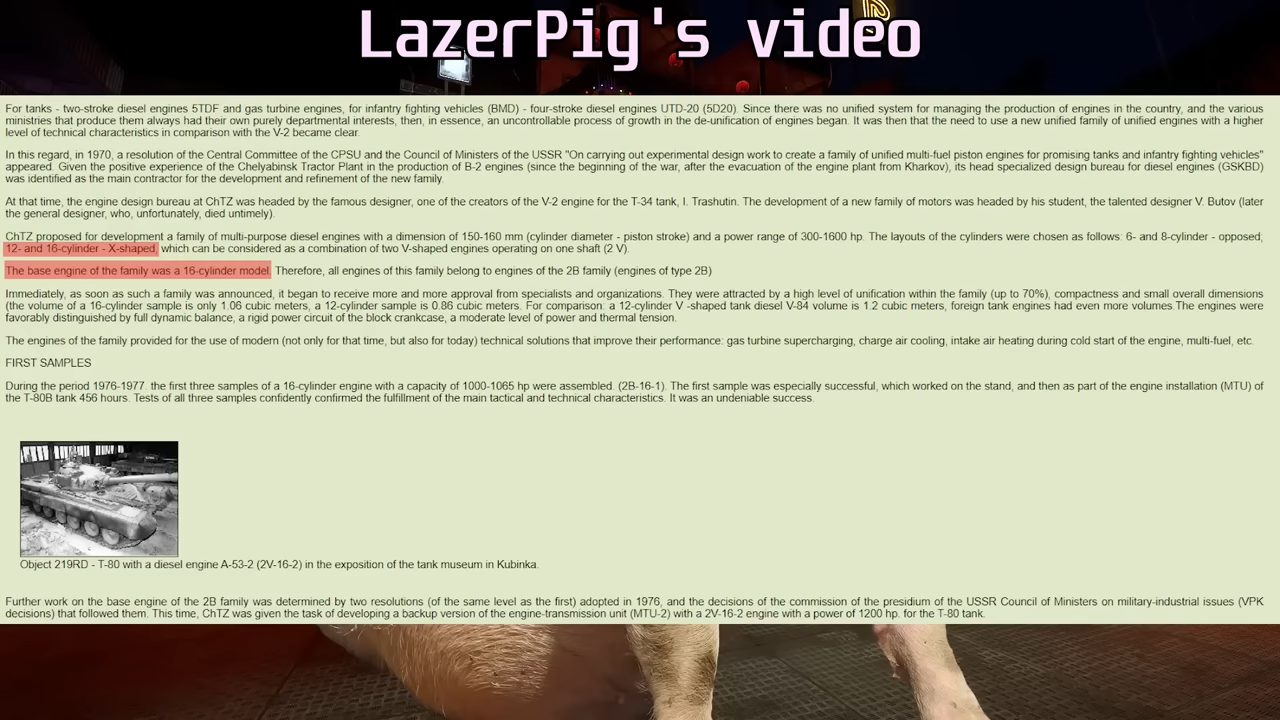 LazerPig's video
For tanks - two-stroke diesel engines 5TDF and gas turbine engines, for infantry fighting vehicles (BMD) - four-stroke diesel engines UTD-20 (5D20). Since there was no unified system for managing the production of engines in the country, and the various
ministries that produce them always had their own purely departmental interests, then, in essence, an uncontrollable process of growth in the de-unification of engines began. It was then that the need to use a new unified family of unified engines with a higher
level of technical characteristics in comparison with the V-2 became clear.
In this regard, in 1970, a resolution of the Central Committee of the CPSU and the Council of Ministers of the USSR "On carrying out experimental design work to create a family of unified multi-fuel piston engines for promising tanks and infantry fighting vehicles"
appeared. Given the positive experience of the Chelyabinsk Tractor Plant in the production of B-2 engines (since the beginning of the war, after the evacuation of the engine plant from Kharkov), its head specialized design bureau for diesel engines (GSKBD)
was identified as the main contractor for the development and refinement of the new family.
At that time, the engine design bureau at ChTZ was headed by the famous designer, one of the creators of the V-2 engine for the T-34 tank, I. Trashutin. The development of a new family of motors was headed by his student, the talented designer V. Butov (later
the general designer, who, unfortunately, died untimely).
ChTZ proposed for development a family of multi-purpose diesel engines with a dimension of 150-160 mm (cylinder diameter - piston stroke) and a power range of 300-1600 hp. The layouts of the cylinders were chosen as follows: 6- and 8-cylinder - opposed;
12- and 16-cylinder - X-shaped, which can be considered as a combination of two V-shaped engines operating on one shaft (2 V).
The base engine of the family was a 16-cylinder model. Therefore, all engines of this family belong to engines of the 2B family (engines of type 2B)
Immediately, as soon as such a family was announced, it began to receive more and more approval from specialists and organizations. They were attracted by a high level of unification within the family (up to 70%), compactness and small overall dimensions
(the volume of a 16-cylinder sample is only 1.06 cubic meters, a 12-cylinder sample is 0.86 cubic meters. For comparison: a 12-cylinder V -shaped tank diesel V-84 volume is 1.2 cubic meters, foreign tank engines had even more volumes.The engines were
favorably distinguished by full dynamic balance, a rigid power circuit of the block crankcase, a moderate level of power and thermal tension.
The engines of the family provided for the use of modern (not only for that time, but also for today) technical solutions that improve their performance: gas turbine supercharging, charge air cooling, intake air heating during cold start of the engine, multi-fuel, etc.
FIRST SAMPLES
During the period 1976-1977. the first three samples of a 16-cylinder engine with a capacity of 1000-1065 hp were assembled. (2B-16-1). The first sample was especially successful, which worked on the stand, and then as part of the engine installation (MTU) of
the T-80B tank 456 hours. Tests of all three samples confidently confirmed the fulfillment of the main tactical and technical characteristics. It was an undeniable success.
Object 219RD - T-80 with a diesel engine A-53-2 (2V-16-2) in the exposition of the tank museum in Kubinka.
Further work on the base engine of the 2B family was determined by two resolutions (of the same level as the first) adopted in 1976, and the decisions of the commission of the presidium of the USSR Council of Ministers on military-industrial issues (VPK
decisions) that followed them. This time, ChTZ was given the task of developing a backup version of the engine-transmission unit (MTU-2) with a 2V-16-2 engine with a power of 1200 hp. for the T-80 tank.